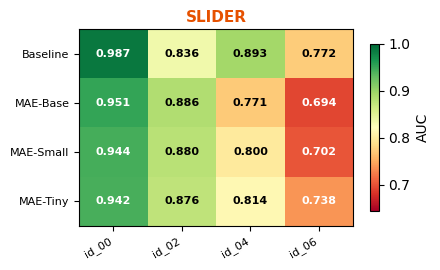 SLIDER
Baseline 0.987 0.836 0.893 0.772
MAE-Base 0.951 0.886 0.771 0.694
MAE-Small 0.944 0.880 0.800 0.702
MAE-Tiny 0.942 0.876 0.814 0.738
id_00 id_02 id_04 id_06
1.0
0.9
0.8
0.7
AUC